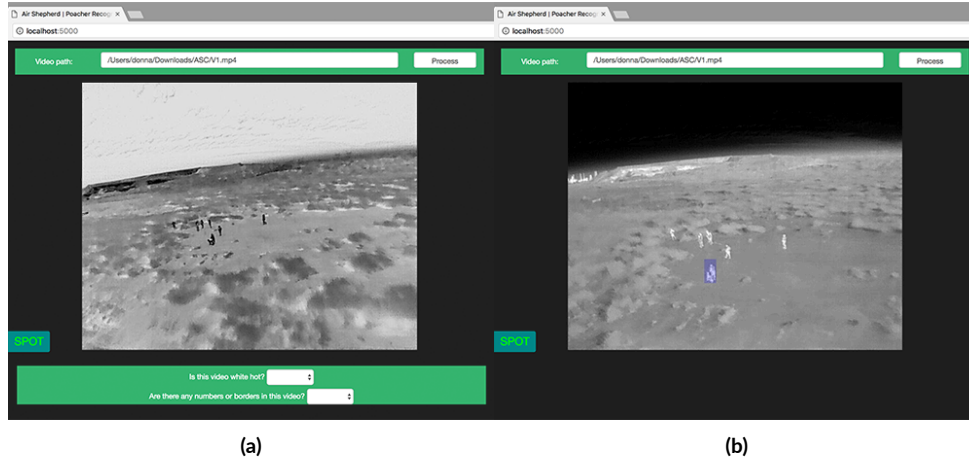 Air Shepherd | Poacher Recog
localhost:5000
Video path:
/Users/donna/Downloads/ASC/V1.mp4
Process
SPOT
Is this video white hot?
Are there any numbers or borders in this video?
(a)
Air Shepherd | Poacher Recog
localhost:5000
Video path:
/Users/donna/Downloads/ASC/V1.mp4
Process
SPOT
(b)